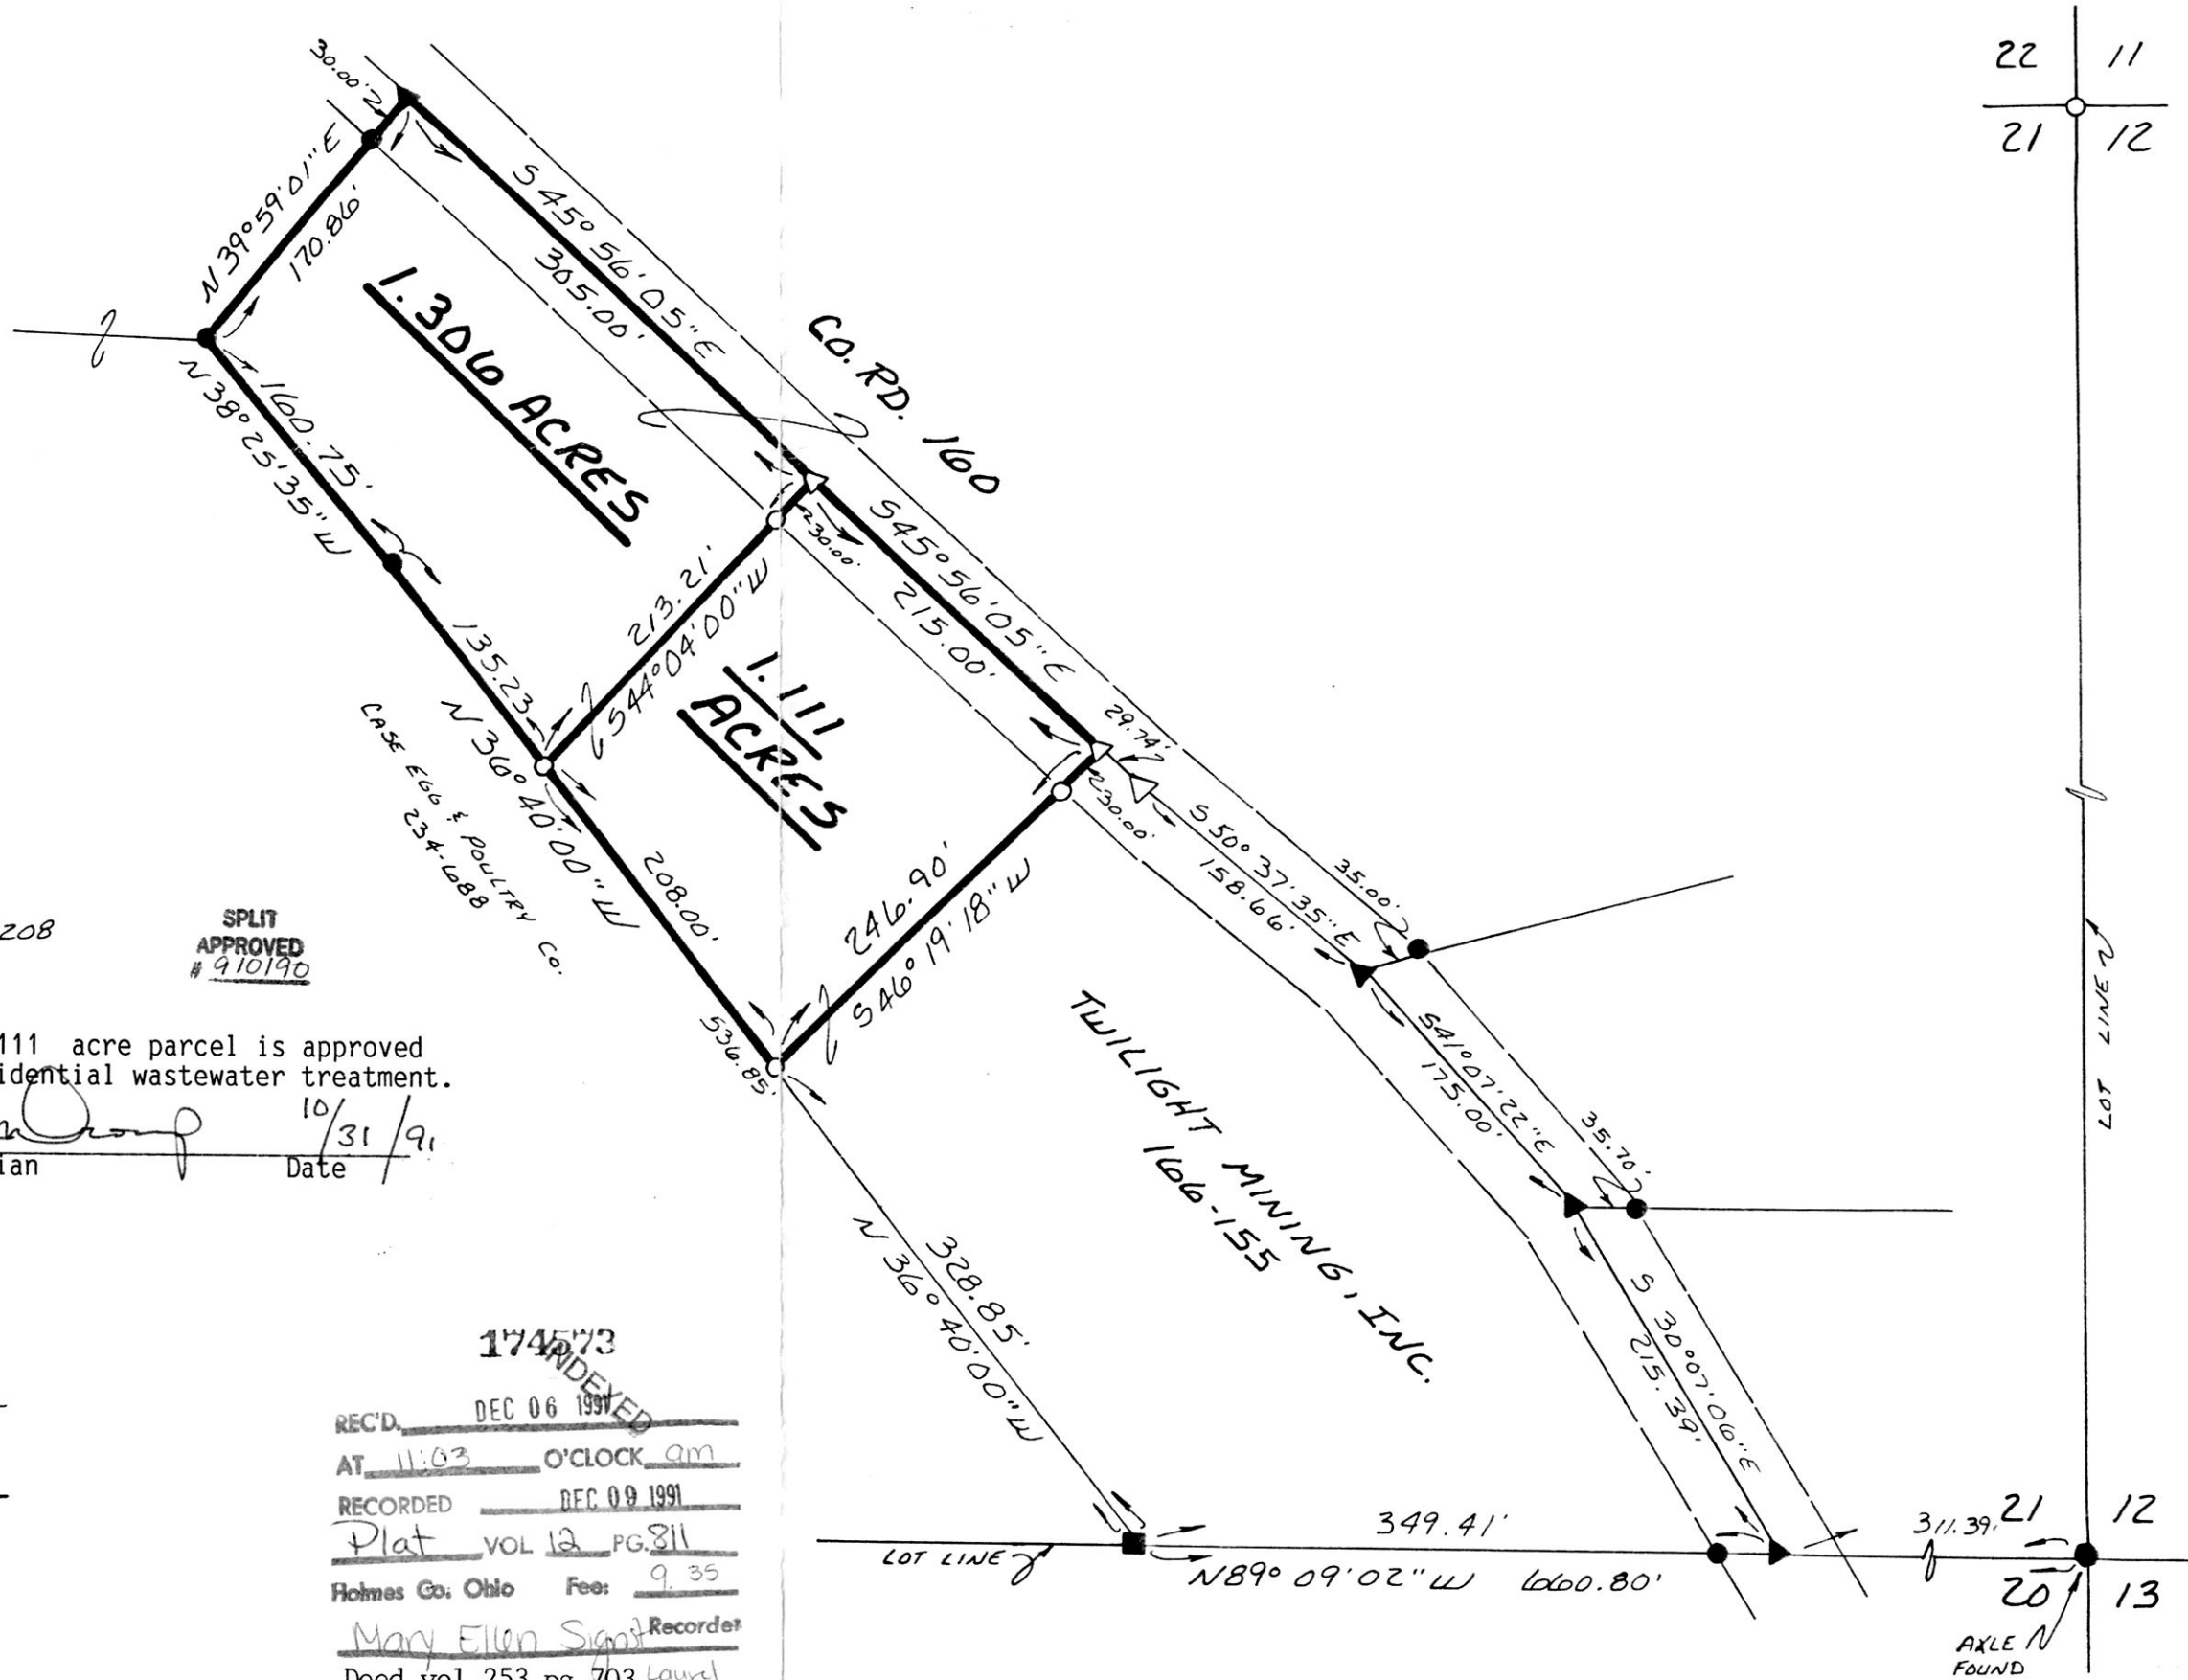 22 11
21 12
30.00'
N 39° 59' 01" E
170.86'
S 45° 56' 05" E
305.00'
1.306 ACRES
CO. RD. 160
160.75'
N 38° 25' 35" W
S 45° 56' 05" E
215.00'
30.00'
213.21'
S 44° 04' 00" W
135.23'
N 36° 40' 00" W
CASE EGG & POULTRY CO.
234-688
1.111
ACRES
29.74'
30.00'
S 50° 37' 35" E
158.66'
35.00'
208.00'
246.90'
S 46° 19' 18" W
536.85'
LOT LINE
208
SPLIT
APPROVED
# 910190
111 acre parcel is approved
idential wastewater treatment.
10/31/91
ian Date
TWILIGHT MINING, INC.
166-155
S 41° 07' 22" E
175.00'
35.70'
328.85'
N 36° 40' 00" W
S 30° 07' 06" E
215.39'
174573
INDEXED
REC'D. DEC 06 1991
AT 11:03 O'CLOCK am
RECORDED DEC 09 1991
Plat VOL 12 PG. 811
Holmes Co. Ohio Fee: 9.35
Mary Ellen Recorder
Deed vol 253 pg 703 Laurel
LOT LINE
349.41'
N 89° 09' 02" W 660.80'
311.39'
21 12
20 13
AXLE
FOUND